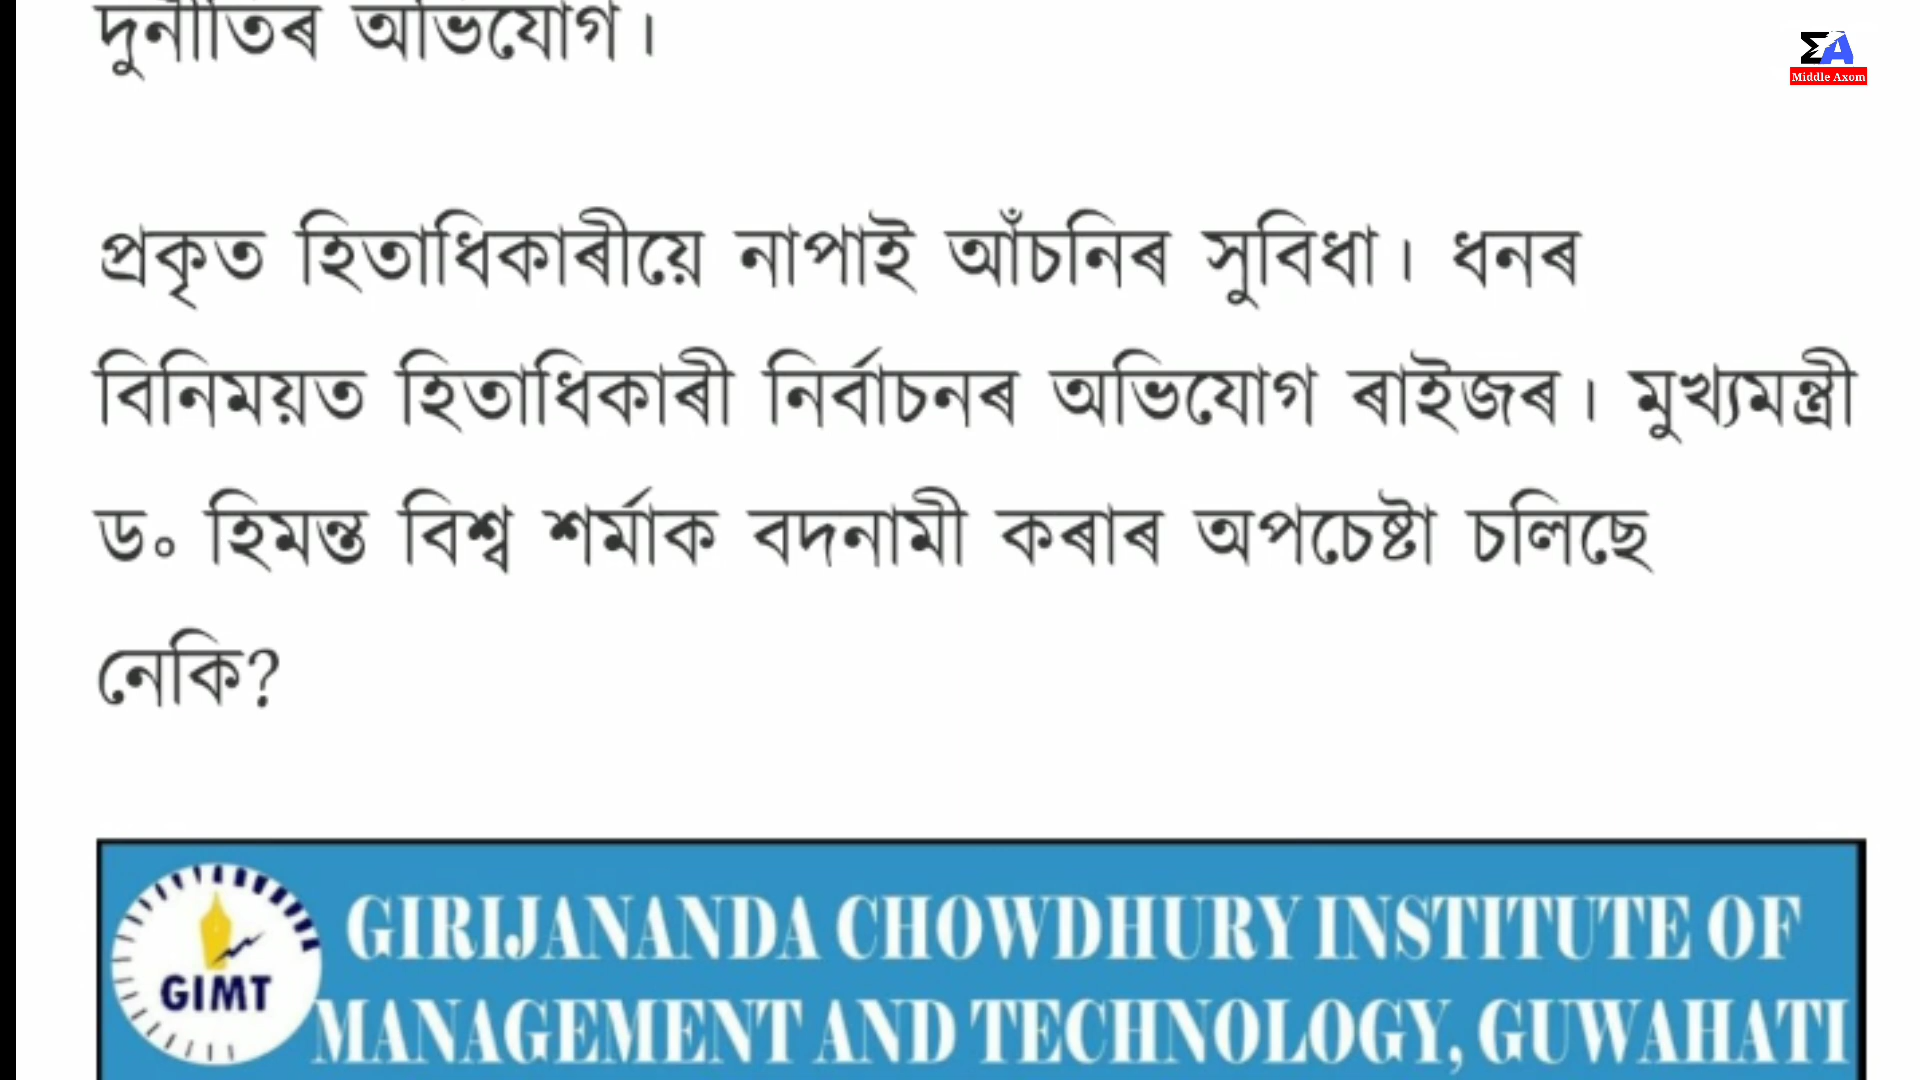 দুৰ্নীতিৰ অভিযোগ।
Middle Axom
প্ৰকৃত হিতাধিকাৰীয়ে নাপাই আঁচনিৰ সুবিধা। ধনৰ
বিনিময়ত হিতাধিকাৰী নিৰ্বাচনৰ অভিযোগ ৰাইজৰ। মুখ্যমন্ত্ৰী
ড০ হিমন্ত বিশ্ব শৰ্মাক বদনামী কৰাৰ অপচেষ্টা চলিছে
নেকি?
GIMT
GIRIJANANDA CHOWDHURY INSTITUTE OF
MANAGEMENT AND TECHNOLOGY, GUWAHATI